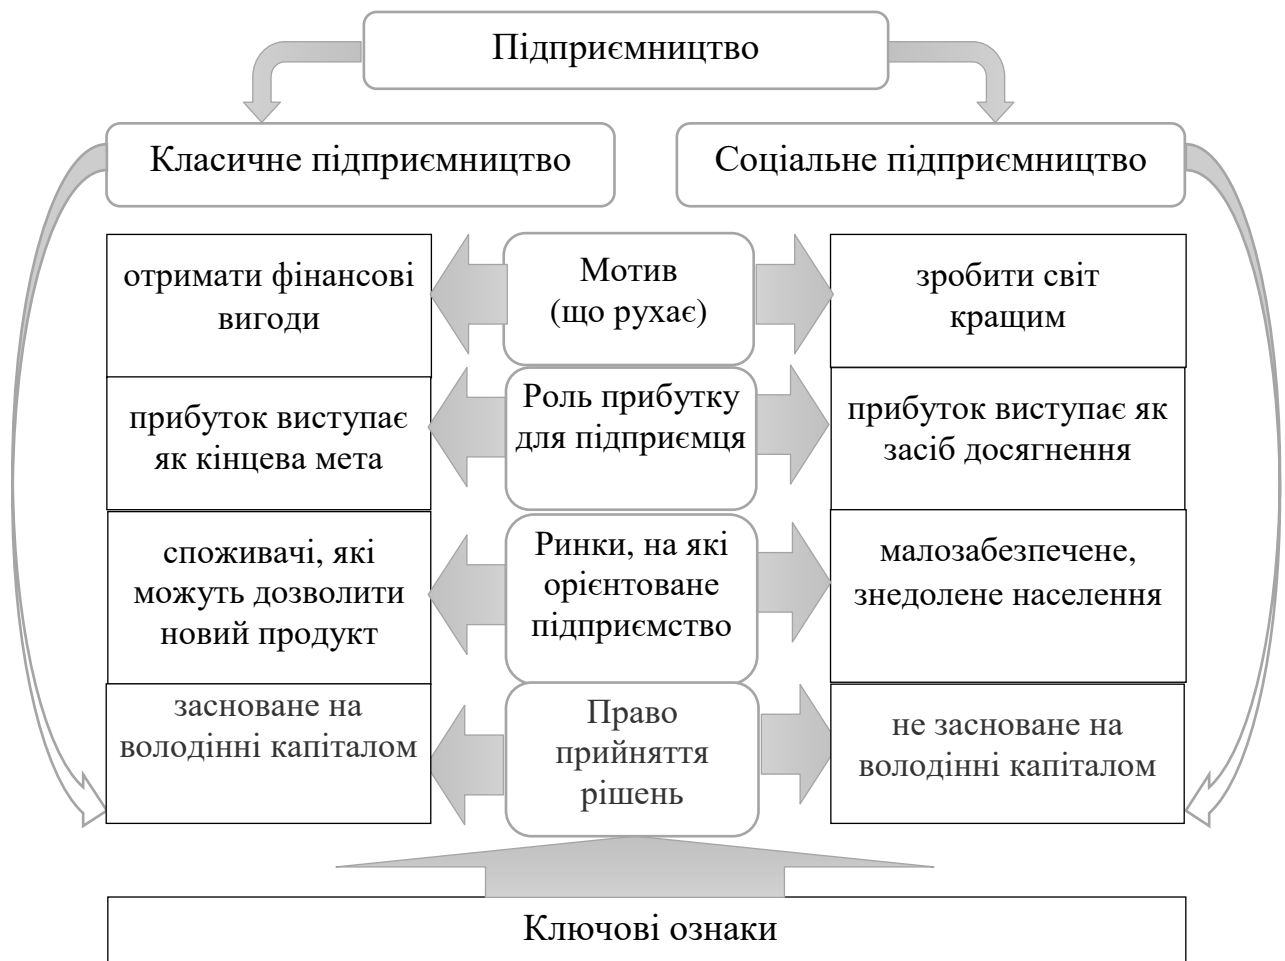 Підприємництво
Класичне підприємництво
Соціальне підприємництво
отримати фінансові
вигоди
Мотив
(що рухає)
зробити світ
кращим
прибуток виступає
як кінцева мета
Роль прибутку
для підприємця
прибуток виступає як
засіб досягнення
споживачі, які
можуть дозволити
новий продукт
Ринки, на які
орієнтоване
підприємство
малозабезпечене,
знедолене населення
засноване на
володінні капіталом
Право
прийняття
рішень
не засноване на
володінні капіталом
Ключові ознаки